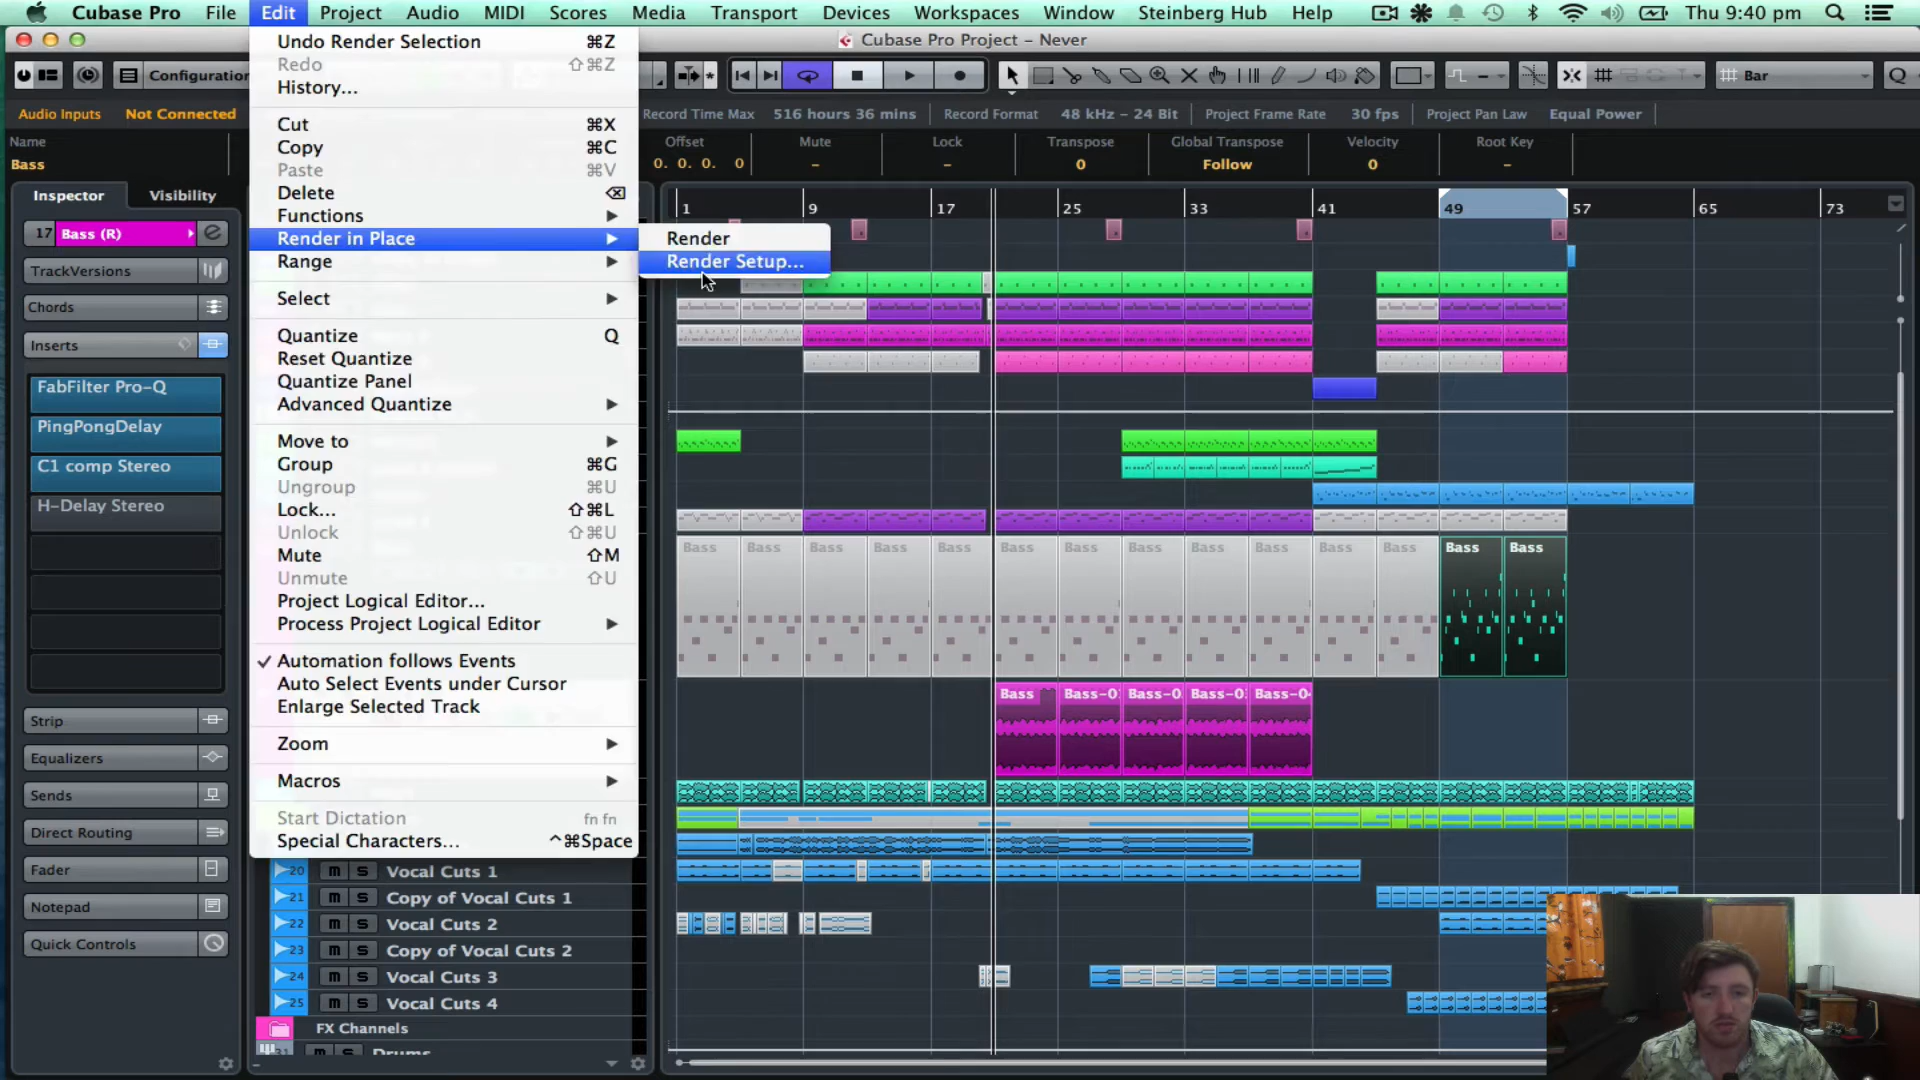 Cubase Pro File Edit Project Audio MIDI Scores Media Transport Devices Workspaces Window Steinberg Hub Help Thu 9:40 pm
Cubase Pro Project - Never
Configuration
Bar
Audio Inputs Not Connected
Record Time Max 516 hours 36 mins Record Format 48 kHz - 24 Bit Project Frame Rate 30 fps Project Pan Law Equal Power
Name
Bass
Offset Mute Lock Transpose Global Transpose Velocity Root Key
0. 0. 0. 0 - - 0 Follow 0 -
Inspector Visibility
17 Bass (R)
TrackVersions
Chords
Inserts
FabFilter Pro-Q
PingPongDelay
C1 comp Stereo
H-Delay Stereo
Strip
Equalizers
Sends
Direct Routing
Fader
Notepad
Quick Controls
Undo Render Selection ⌘Z
Redo ⇧⌘Z
History...
Cut ⌘X
Copy ⌘C
Paste ⌘V
Delete ⌫
Functions
Render in Place
Range
Select
Quantize Q
Reset Quantize
Quantize Panel
Advanced Quantize
Move to
Group ⌘G
Ungroup ⌘U
Lock... ⇧⌘L
Unlock ⇧⌘U
Mute ⇧M
Unmute ⇧U
Project Logical Editor...
Process Project Logical Editor
✓ Automation follows Events
Auto Select Events under Cursor
Enlarge Selected Track
Zoom
Macros
Start Dictation fn fn
Special Characters... ^⌘Space
Render
Render Setup...
1 9 17 25 33 41 49 57 65 73
Bass Bass Bass Bass Bass Bass Bass Bass Bass Bass Bass Bass Bass Bass
Bass Bass-0 Bass-0 Bass-0 Bass-0
20 m S Vocal Cuts 1
21 m S Copy of Vocal Cuts 1
22 m S Vocal Cuts 2
23 m S Copy of Vocal Cuts 2
24 m S Vocal Cuts 3
25 m S Vocal Cuts 4
FX Channels
Drums